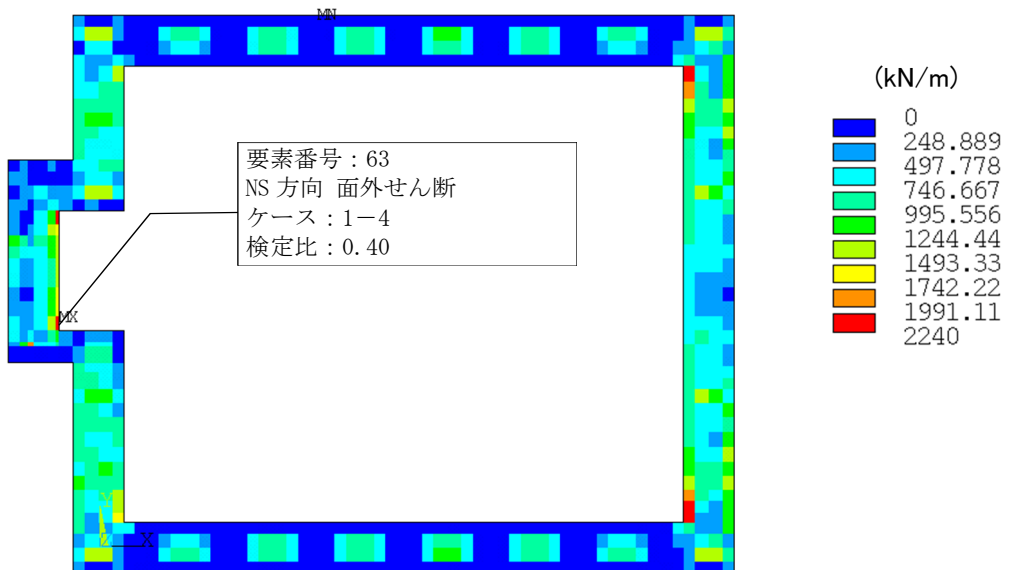 MN
(kN/m)
0
248.889
497.778
746.667
995.556
1244.44
1493.33
1742.22
1991.11
2240
要素番号：63
NS 方向 面外せん断
ケース：1－4
検定比：0.40
MX
Y
Z
X